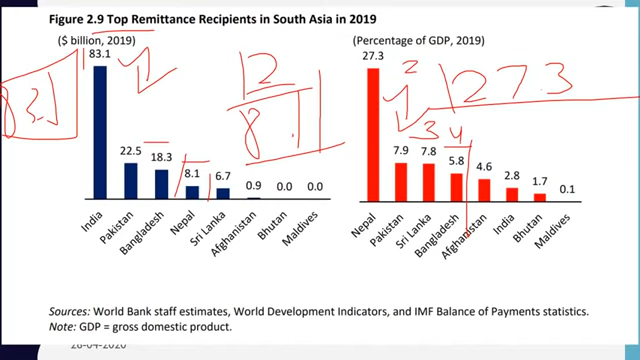 Figure 2.9 Top Remittance Recipients in South Asia in 2019
($ billion, 2019)
83.1
22.5
18.3
8.1
6.7
0.9
0.0
0.0
India
Pakistan
Bangladesh
Nepal
Sri Lanka
Afghanistan
Bhutan
Maldives
83.1
12
8.1
(Percentage of GDP, 2019)
27.3
7.9
7.8
5.8
4.6
2.8
1.7
0.1
Nepal
Pakistan
Sri Lanka
Bangladesh
Afghanistan
India
Bhutan
Maldives
2
27.3
3
4
Sources: World Bank staff estimates, World Development Indicators, and IMF Balance of Payments statistics.
Note: GDP = gross domestic product.
28-04-2020